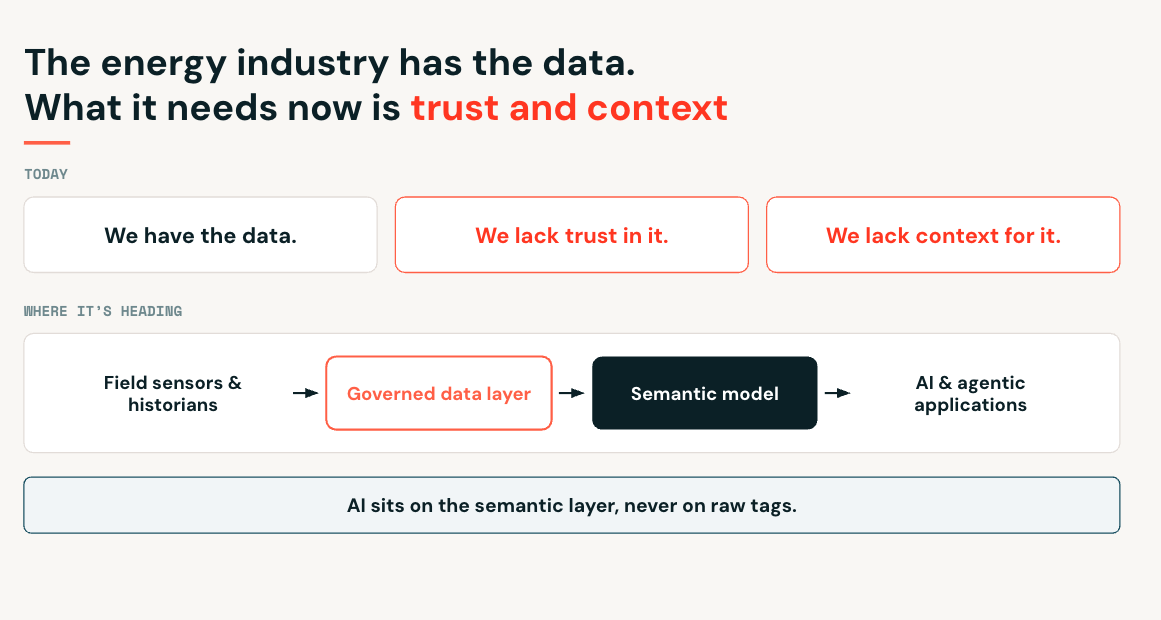 The energy industry has the data.
What it needs now is trust and context
TODAY
We have the data.
We lack trust in it.
We lack context for it.
WHERE IT’S HEADING
Field sensors &
historians
Governed data layer
Semantic model
AI & agentic
applications
AI sits on the semantic layer, never on raw tags.